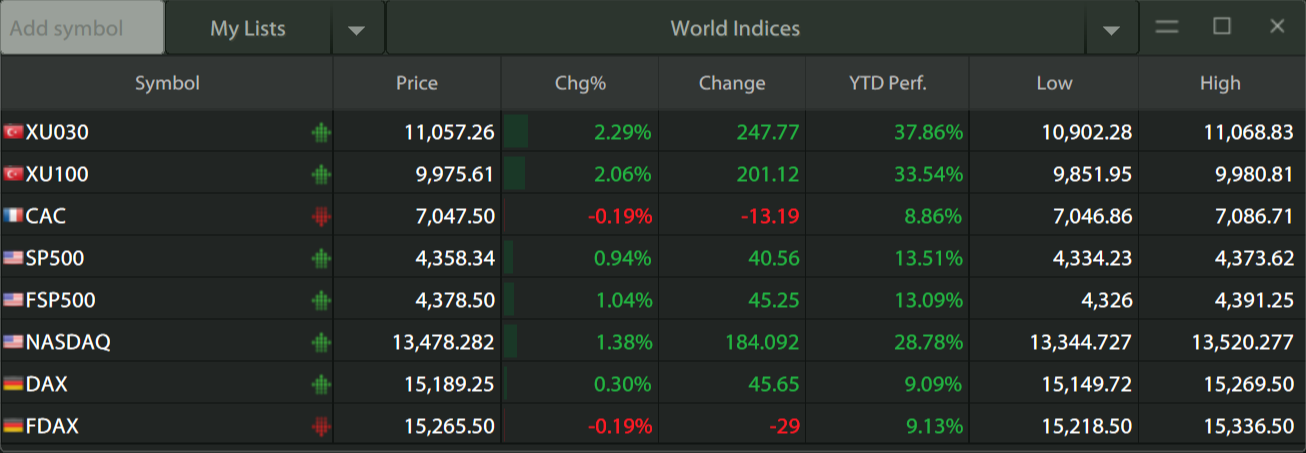 Add symbol My Lists World Indices
Symbol Price Chg% Change YTD Perf. Low High
XU030 11,057.26 2.29% 247.77 37.86% 10,902.28 11,068.83
XU100 9,975.61 2.06% 201.12 33.54% 9,851.95 9,980.81
CAC 7,047.50 -0.19% -13.19 8.86% 7,046.86 7,086.71
SP500 4,358.34 0.94% 40.56 13.51% 4,334.23 4,373.62
FSP500 4,378.50 1.04% 45.25 13.09% 4,326 4,391.25
NASDAQ 13,478.282 1.38% 184.092 28.78% 13,344.727 13,520.277
DAX 15,189.25 0.30% 45.65 9.09% 15,149.72 15,269.50
FDAX 15,265.50 -0.19% -29 9.13% 15,218.50 15,336.50